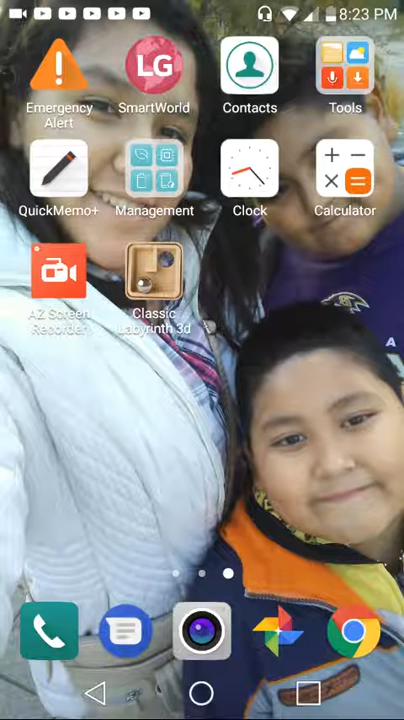 8:23 PM
Emergency Alert
LG
SmartWorld
Contacts
Tools
QuickMemo+
Management
Clock
Calculator
AZ Screen Recorder
Classic Labyrinth 3d
A